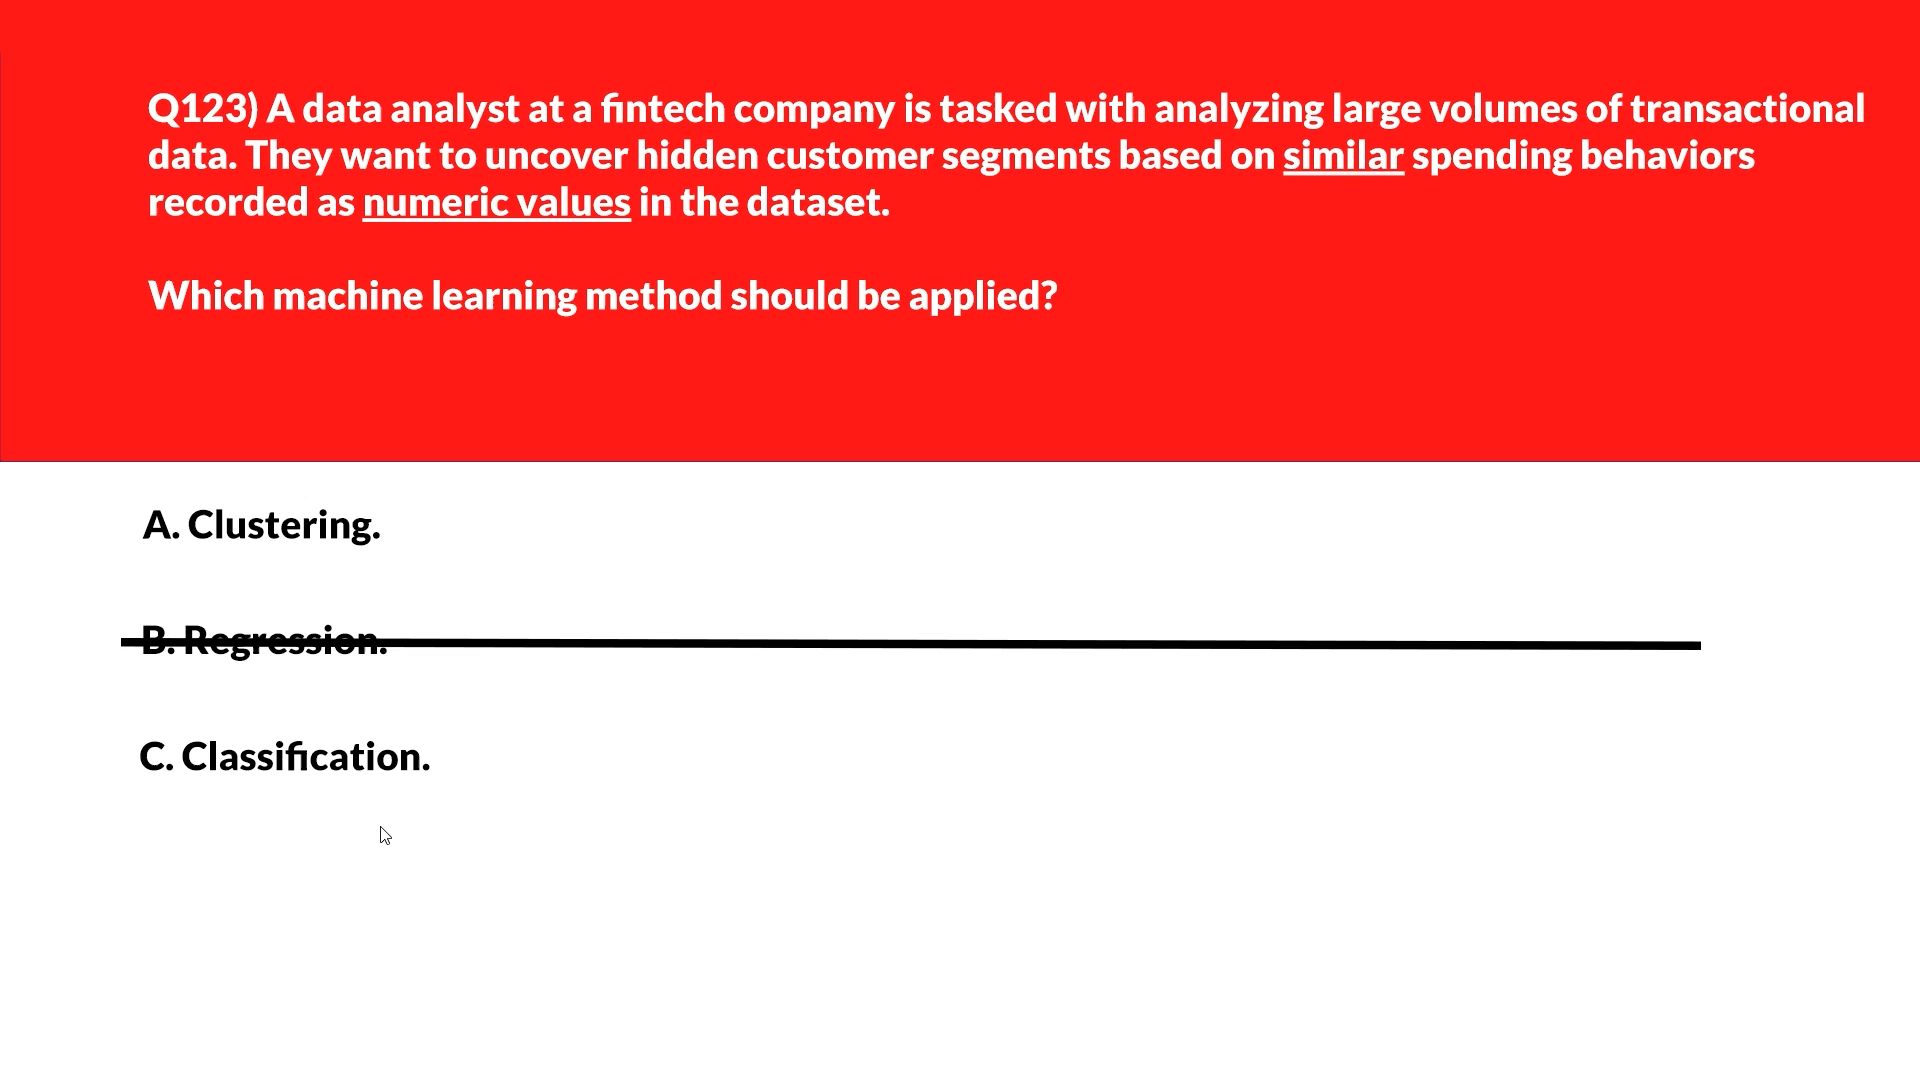 Q123) A data analyst at a fintech company is tasked with analyzing large volumes of transactional
data. They want to uncover hidden customer segments based on similar spending behaviors
recorded as numeric values in the dataset.
Which machine learning method should be applied?
A. Clustering.
B. Regression.
C. Classification.